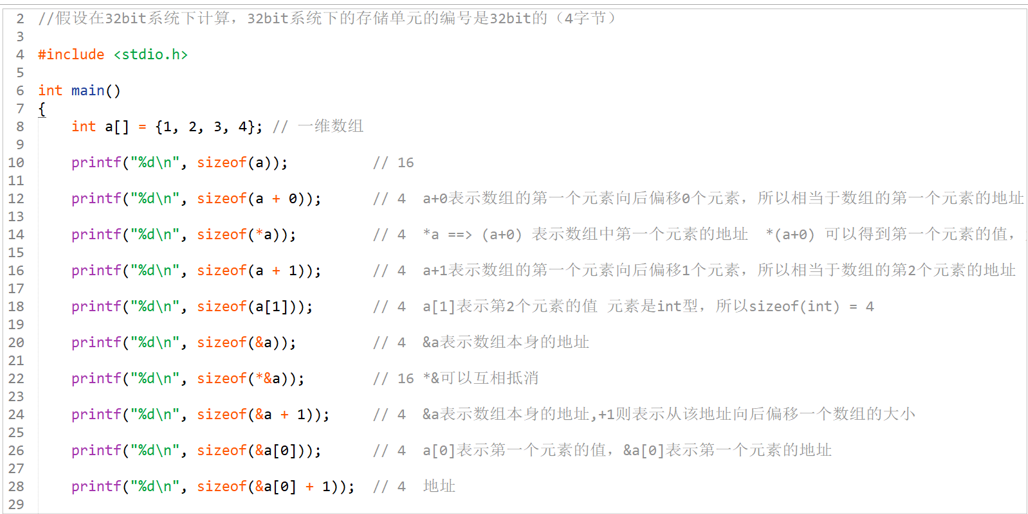 2 //假设在32bit系统下计算，32bit系统下的存储单元的编号是32bit的（4字节）
3
4 #include <stdio.h>
5
6 int main()
7 {
8 int a[] = {1, 2, 3, 4}; // 一维数组
9
10 printf("%d\n", sizeof(a)); // 16
11
12 printf("%d\n", sizeof(a + 0)); // 4 a+0表示数组的第一个元素向后偏移0个元素，所以相当于数组的第一个元素的地址
13
14 printf("%d\n", sizeof(*a)); // 4 *a ==> (a+0) 表示数组中第一个元素的地址 *(a+0) 可以得到第一个元素的值，
15
16 printf("%d\n", sizeof(a + 1)); // 4 a+1表示数组的第一个元素向后偏移1个元素，所以相当于数组的第2个元素的地址
17
18 printf("%d\n", sizeof(a[1])); // 4 a[1]表示第2个元素的值 元素是int型，所以sizeof(int) = 4
19
20 printf("%d\n", sizeof(&a)); // 4 &a表示数组本身的地址
21
22 printf("%d\n", sizeof(*&a)); // 16 *&可以互相抵消
23
24 printf("%d\n", sizeof(&a + 1)); // 4 &a表示数组本身的地址,+1则表示从该地址向后偏移一个数组的大小
25
26 printf("%d\n", sizeof(&a[0])); // 4 a[0]表示第一个元素的值，&a[0]表示第一个元素的地址
27
28 printf("%d\n", sizeof(&a[0] + 1)); // 4 地址
29